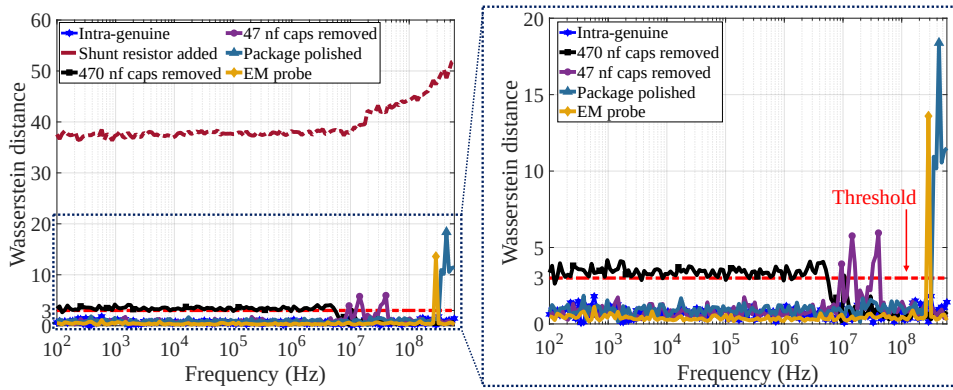 Intra-genuine
Shunt resistor added
470 nf caps removed
47 nf caps removed
Package polished
EM probe
Wasserstein distance
60
50
40
30
20
10
3
0
10^2 10^3 10^4 10^5 10^6 10^7 10^8
Frequency (Hz)
Intra-genuine
470 nf caps removed
47 nf caps removed
Package polished
EM probe
Threshold
Wasserstein distance
20
15
10
5
3
0
10^2 10^3 10^4 10^5 10^6 10^7 10^8
Frequency (Hz)